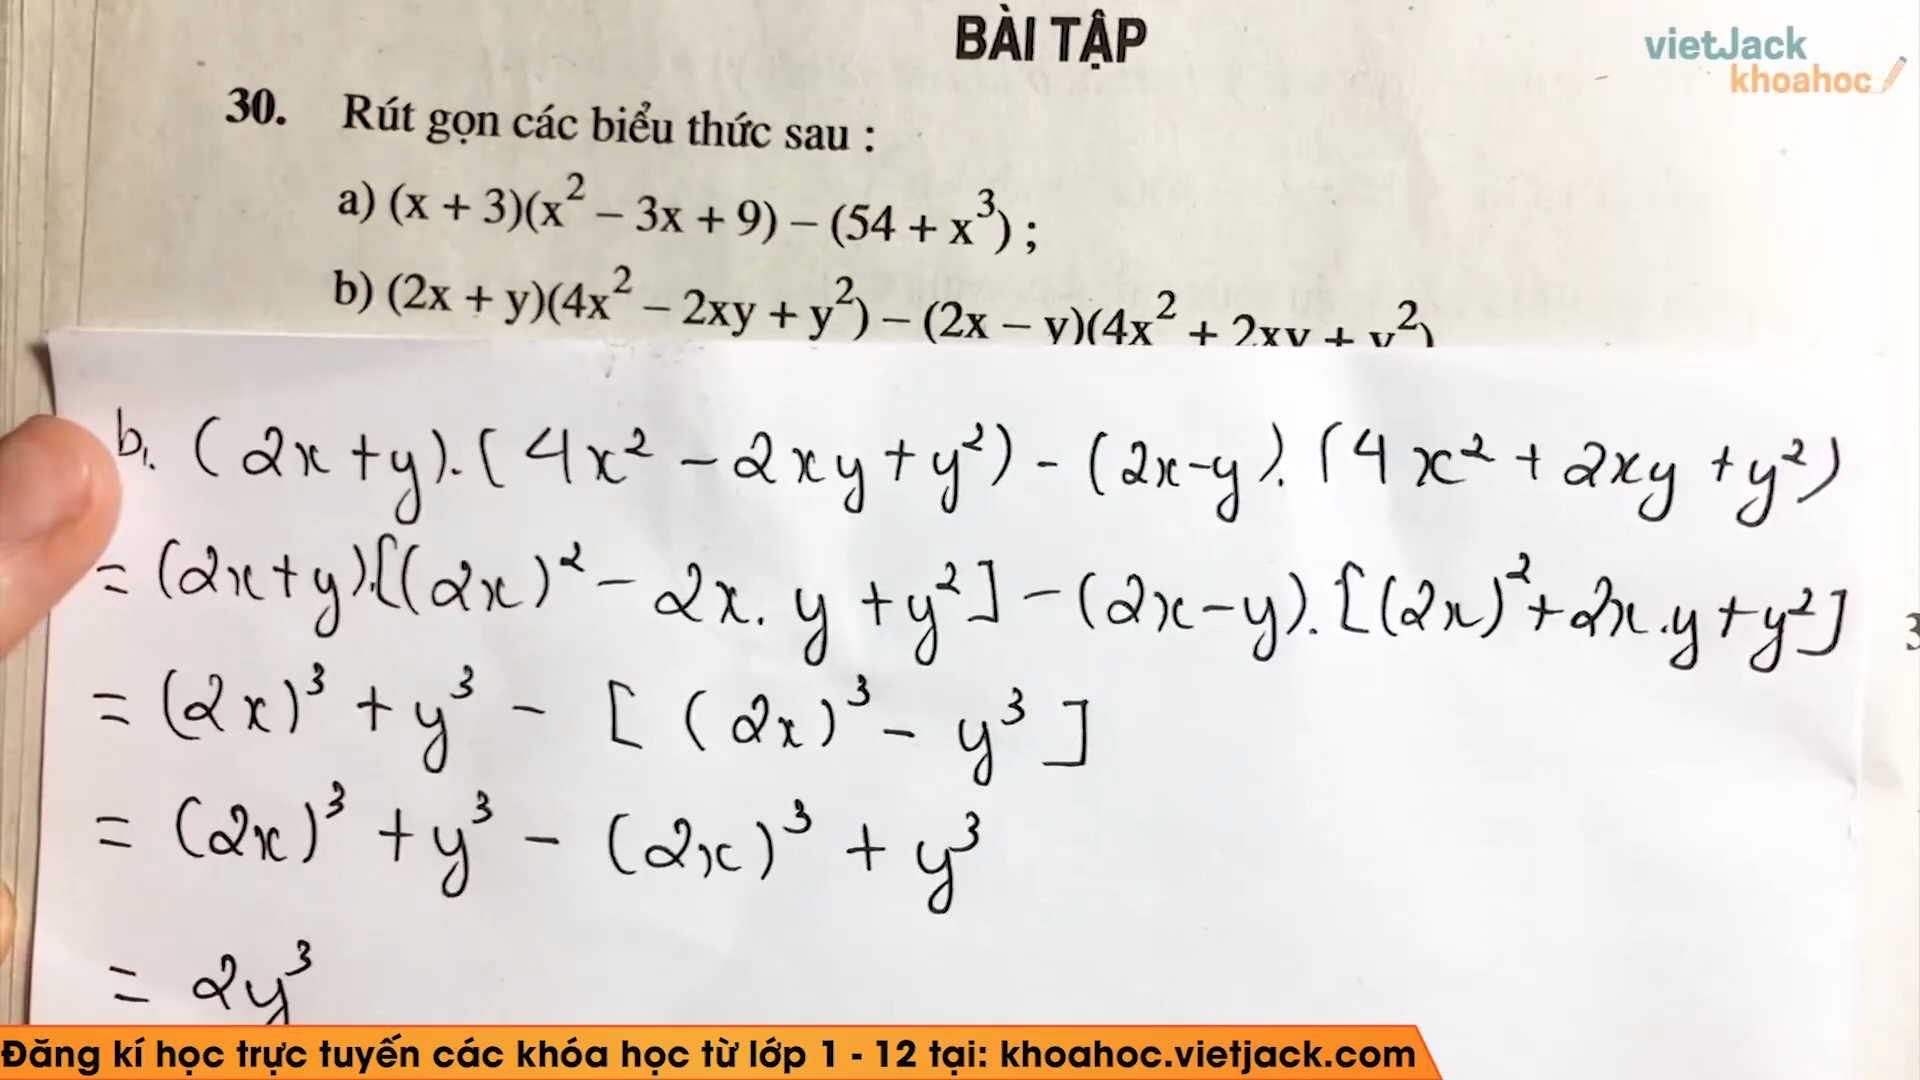 BÀI TẬP
vietJack
khoahoc
30. Rút gọn các biểu thức sau :
a) (x + 3)(x² – 3x + 9) – (54 + x³) ;
b) (2x + y)(4x² – 2xy + y²) – (2x – y)(4x² + 2xy + y²)
b, (2x+y).(4x² - 2xy + y²) - (2x-y).(4x² + 2xy + y²)
= (2x+y).[(2x)² - 2x.y + y²] - (2x-y).[(2x)² + 2x.y + y²]
3
= (2x)³ + y³ - [(2x)³ - y³]
= (2x)³ + y³ - (2x)³ + y³
= 2y³
Đăng kí học trực tuyến các khóa học từ lớp 1 - 12 tại: khoahoc.vietjack.com